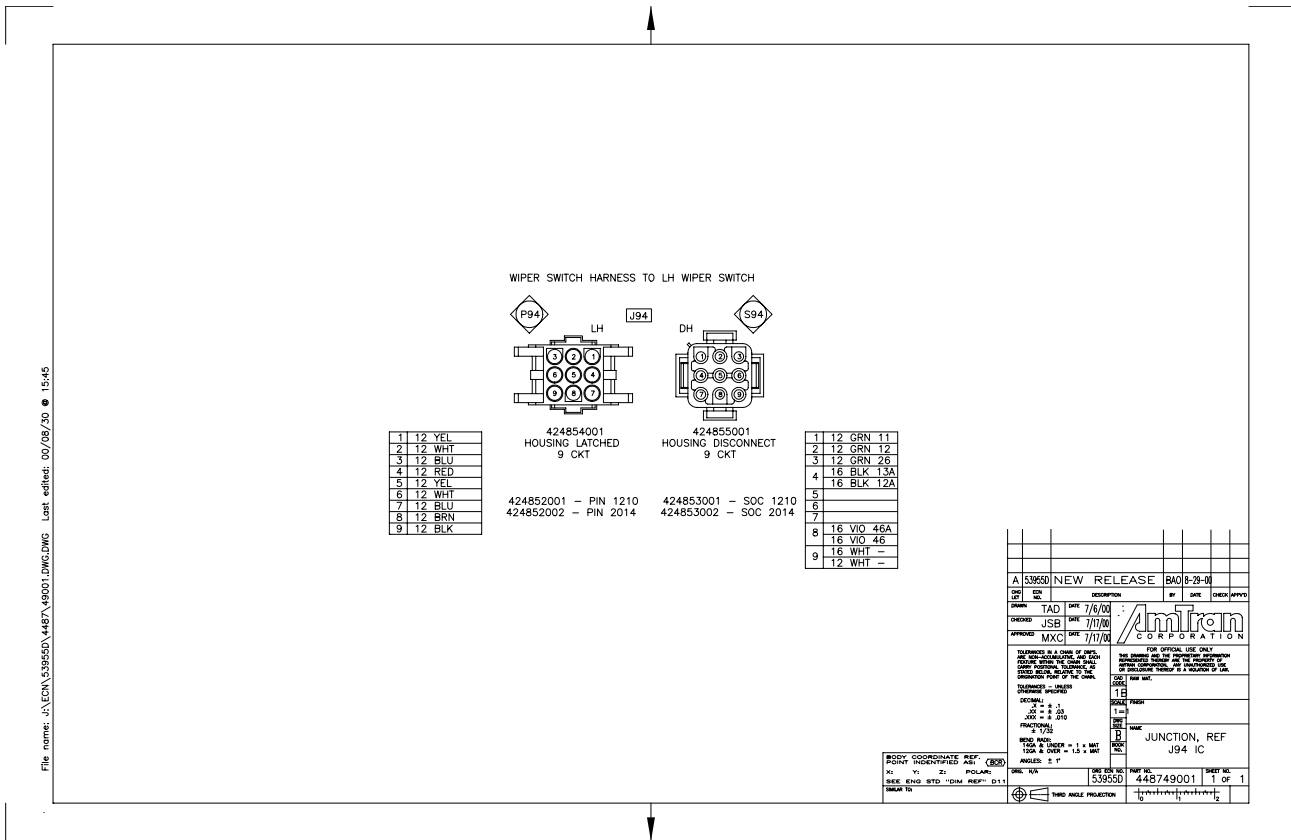 WIPER SWITCH HARNESS TO LH WIPER SWITCH
P94
J94
S94
LH
DH
3 2 1
6 5 4
9 8 7
1 2 3
4 5 6
7 8 9
424854001
HOUSING LATCHED
9 CKT
424855001
HOUSING DISCONNECT
9 CKT
1 12 YEL
2 12 WHT
3 12 BLU
4 12 RED
5 12 YEL
6 12 WHT
7 12 BLU
8 12 BRN
9 12 BLK
424852001 – PIN 1210
424852002 – PIN 2014
424853001 – SOC 1210
424853002 – SOC 2014
1 12 GRN 11
2 12 GRN 12
3 12 GRN 26
4 16 BLK 13A
16 BLK 12A
5
6
7
8 16 VIO 46A
16 VIO 46
9 16 WHT –
12 WHT –
File name: J:\ECN\53955D\4487\49001.DWG.DWG Last edited: 00/08/30 @ 15:45
A 53955D NEW RELEASE BAO 8-29-00
CHG LET ECN NO. DESCRIPTION BY DATE CHECK APPV'D
DRAWN TAD DATE 7/6/00
CHECKED JSB DATE 7/17/00
APPROVED MXC DATE 7/17/00
AmTran
CORPORATION
TOLERANCES IN A CHAIN OF DIM'S.
ARE NON-ACCUMULATIVE, AND EACH
FEATURE WITHIN THE CHAIN SHALL
CARRY POSITIONAL TOLERANCE, AS
STATED BELOW, RELATIVE TO THE
ORIGINATION POINT OF THE CHAIN.
TOLERANCES – UNLESS
OTHERWISE SPECIFIED
DECIMAL:
.X = ± .1
.XX = ± .03
.XXX = ± .010
FRACTIONAL:
± 1/32
BEND RADII:
14GA & UNDER = 1 x MAT
12GA & OVER = 1.5 x MAT
ANGLES: ± 1°
FOR OFFICIAL USE ONLY
THIS DRAWING AND THE PROPRIETARY INFORMATION
REPRESENTED THEREBY ARE THE PROPERTY OF
AMTRAN CORPORATION. ANY UNAUTHORIZED USE
OR DISCLOSURE THEREOF IS A VIOLATION OF LAW.
CAD CODE 1B
RAW MAT.
SCALE 1=1
FINISH
DWG SIZE B
BOOK NO.
NAME
JUNCTION, REF
J94 IC
ORIG. N/A
ORG ECN NO. 53955D
PART NO. 448749001
SHEET NO. 1 OF 1
THIRD ANGLE PROJECTION
0 1 2
BODY COORDINATE REF.
POINT INDENTIFIED AS: BCR
X: Y: Z: POLAR:
SEE ENG STD "DIM REF" D11
SIMILAR TO: